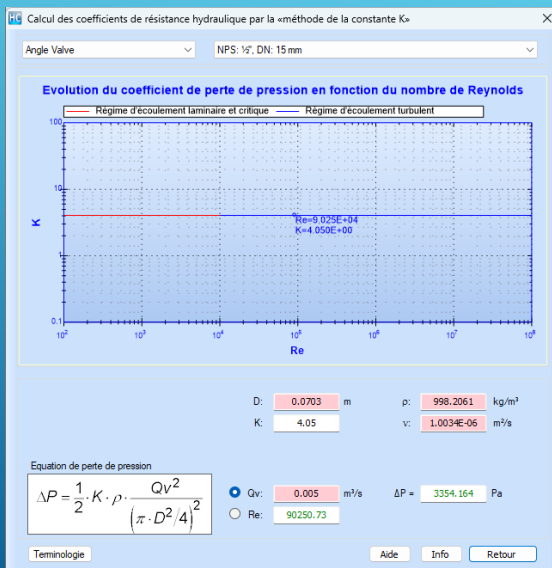 HC Calcul des coefficients de résistance hydraulique par la «méthode de la constante K»
Angle Valve
NPS: ½", DN: 15 mm
Evolution du coefficient de perte de pression en fonction du nombre de Reynolds
Régime d'écoulement laminaire et critique
Régime d'écoulement turbulent
100
10
1
0.1
K
Re=9.025E+04
K=4.050E+00
10² 10³ 10⁴ 10⁵ 10⁶ 10⁷ 10⁸
Re
D: 0.0703 m ρ: 998.2061 kg/m³
K: 4.05 ν: 1.0034E-06 m²/s
Equation de perte de pression
ΔP = 1/2 · K · ρ · Qv² / (π · D²/4)²
Qv: 0.005 m³/s ΔP = 3354.164 Pa
Re: 90250.73
Terminologie Aide Info Retour